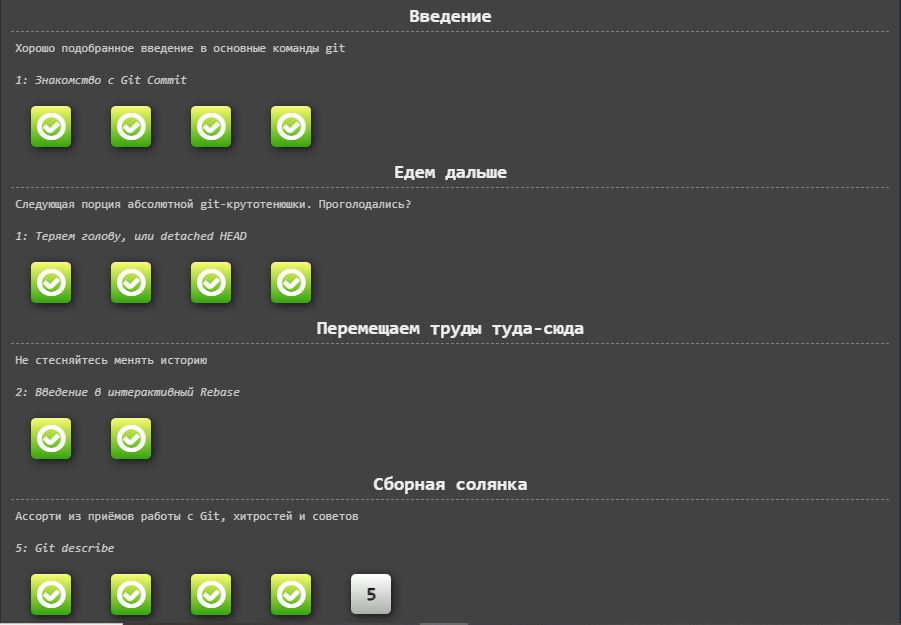 Введение
Хорошо подобранное введение в основные команды git
1: Знакомство с Git Commit
Едем дальше
Следующая порция абсолютной git-крутотенюшки. Проголодались?
1: Теряем голову, или detached HEAD
Перемещаем труды туда-сюда
Не стесняйтесь менять историю
2: Введение в интерактивный Rebase
Сборная солянка
Ассорти из приёмов работы с Git, хитростей и советов
5: Git describe
5